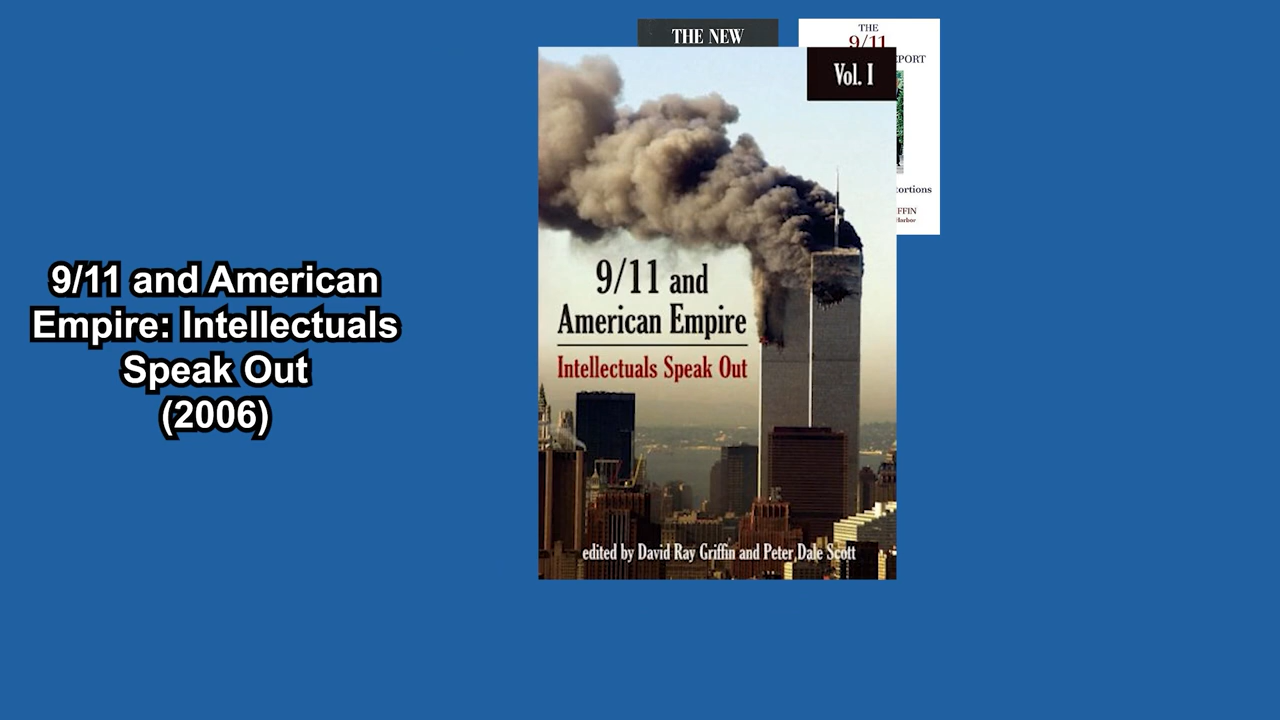 9/11 and American
Empire: Intellectuals
Speak Out
(2006)
THE NEW
THE
9/11
Vol. I
9/11 and
American Empire
Intellectuals Speak Out
edited by David Ray Griffin and Peter Dale Scott